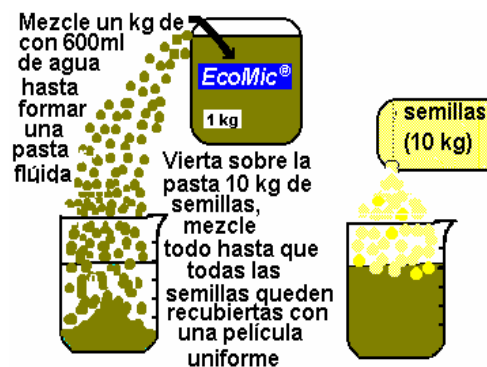 Mezcle un kg de
con 600ml
de agua
hasta
formar
una
pasta
flúida
EcoMic®
1 kg
Vierta sobre la
pasta 10 kg de
semillas,
mezcle
todo hasta que
todas las
semillas queden
recubiertas con
una película
uniforme
semillas
(10 kg)